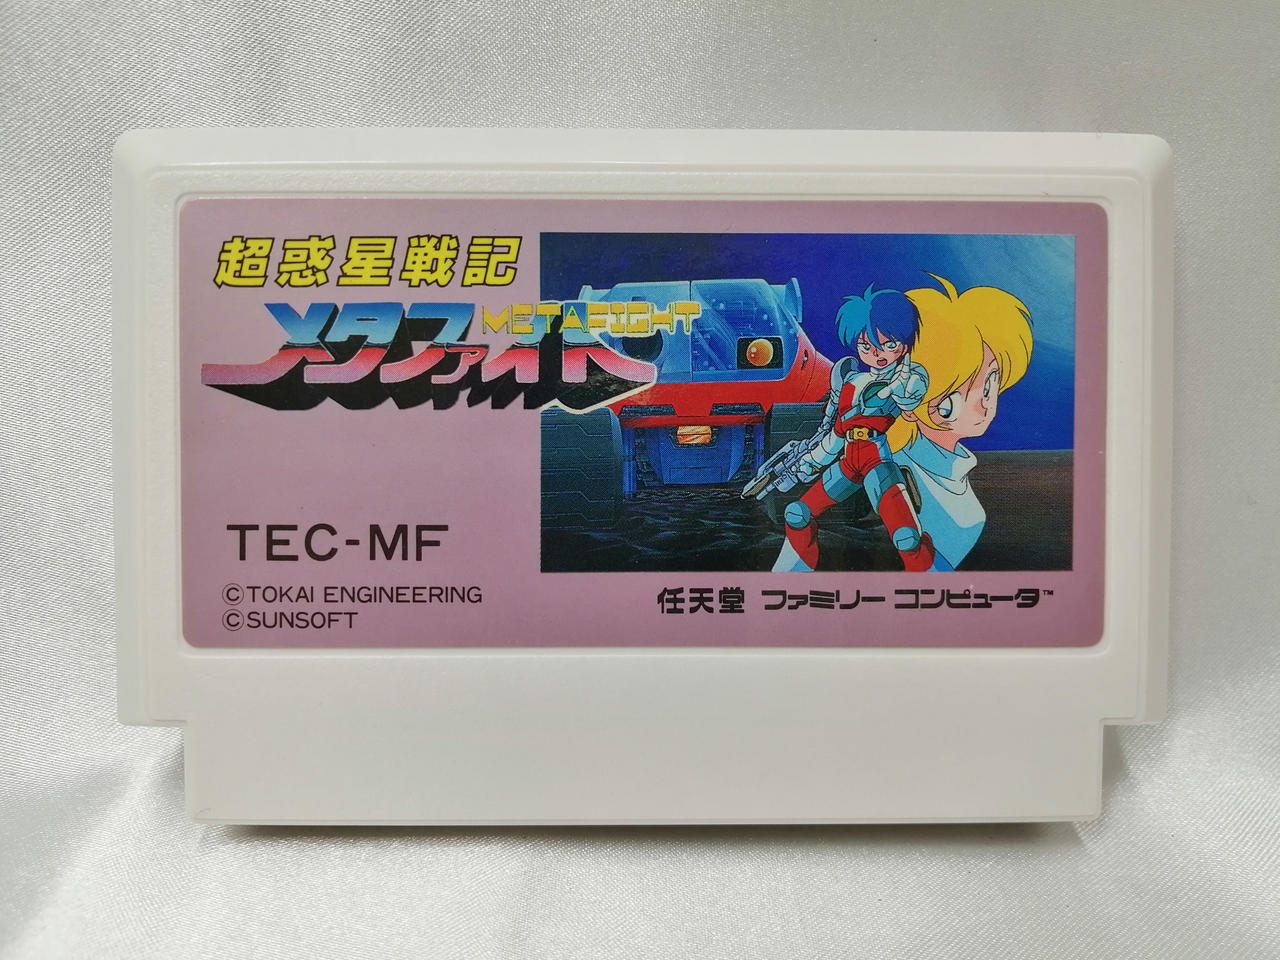 超惑星戦記
メタファイト
METAFIGHT
TEC-MF
©TOKAI ENGINEERING
©SUNSOFT
任天堂 ファミリー コンピュータ™